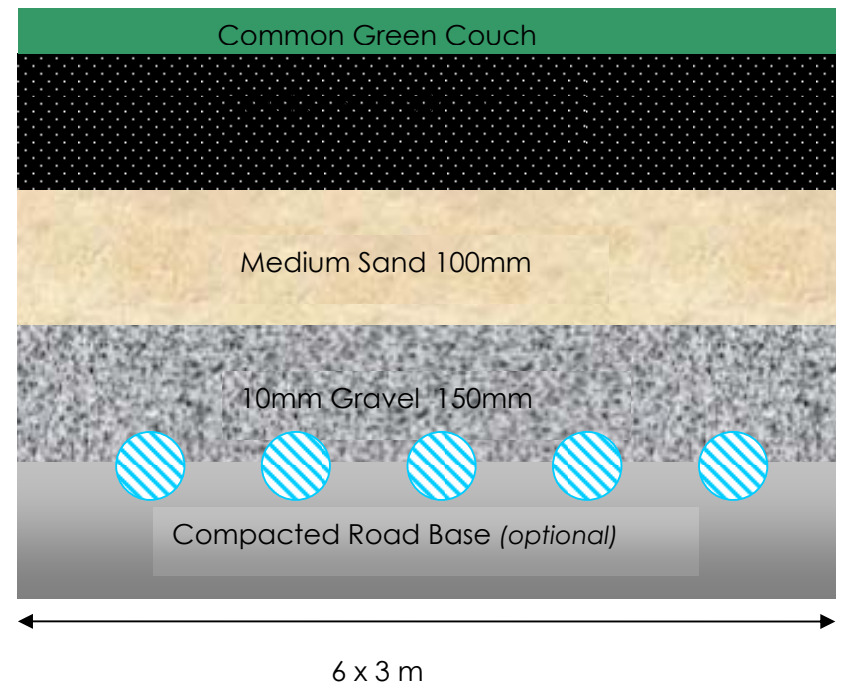 Common Green Couch
Medium Sand 100mm
10mm Gravel 150mm
Compacted Road Base (optional)
6 x 3 m